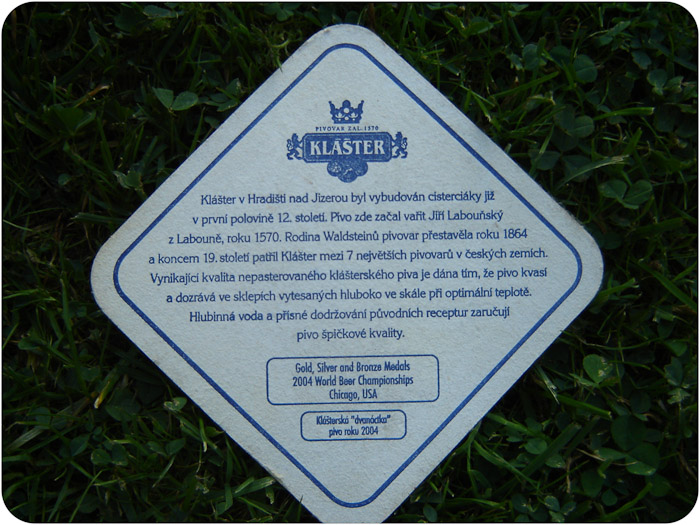 PIVOVAR ZAL. 1570
KLÁŠTER
Klášter v Hradišti nad Jizerou byl vybudován cisterciáky již
v první polovině 12. století. Pivo zde začal vařit Jiří Labouňský
z Labouně, roku 1570. Rodina Waldsteinů pivovar přestavěla roku 1864
a koncem 19. století patřil Klášter mezi 7 největších pivovarů v českých zemích.
Vynikající kvalita nepasterovaného klášterského piva je dána tím, že pivo kvasí
a dozrává ve sklepích vytesaných hluboko ve skále při optimální teplotě.
Hlubinná voda a přísné dodržování původních receptur zaručují
pivo špičkové kvality.
Gold, Silver and Bronze Medals
2004 World Beer Championships
Chicago, USA
Klášterská "dvanáctka"
pivo roku 2004